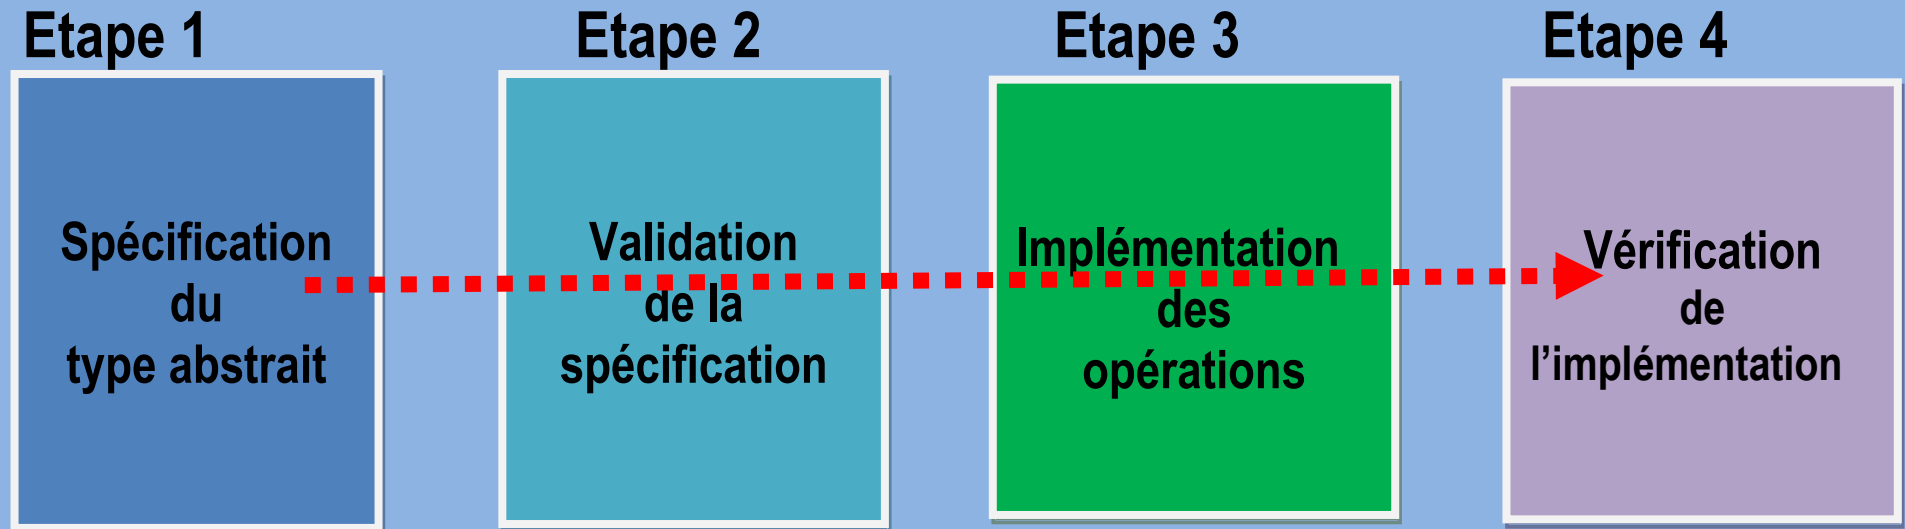 Etape 1
Spécification
du
type abstrait
Etape 2
Validation
de la
spécification
Etape 3
Implémentation
des
opérations
Etape 4
Vérification
de
l’implémentation